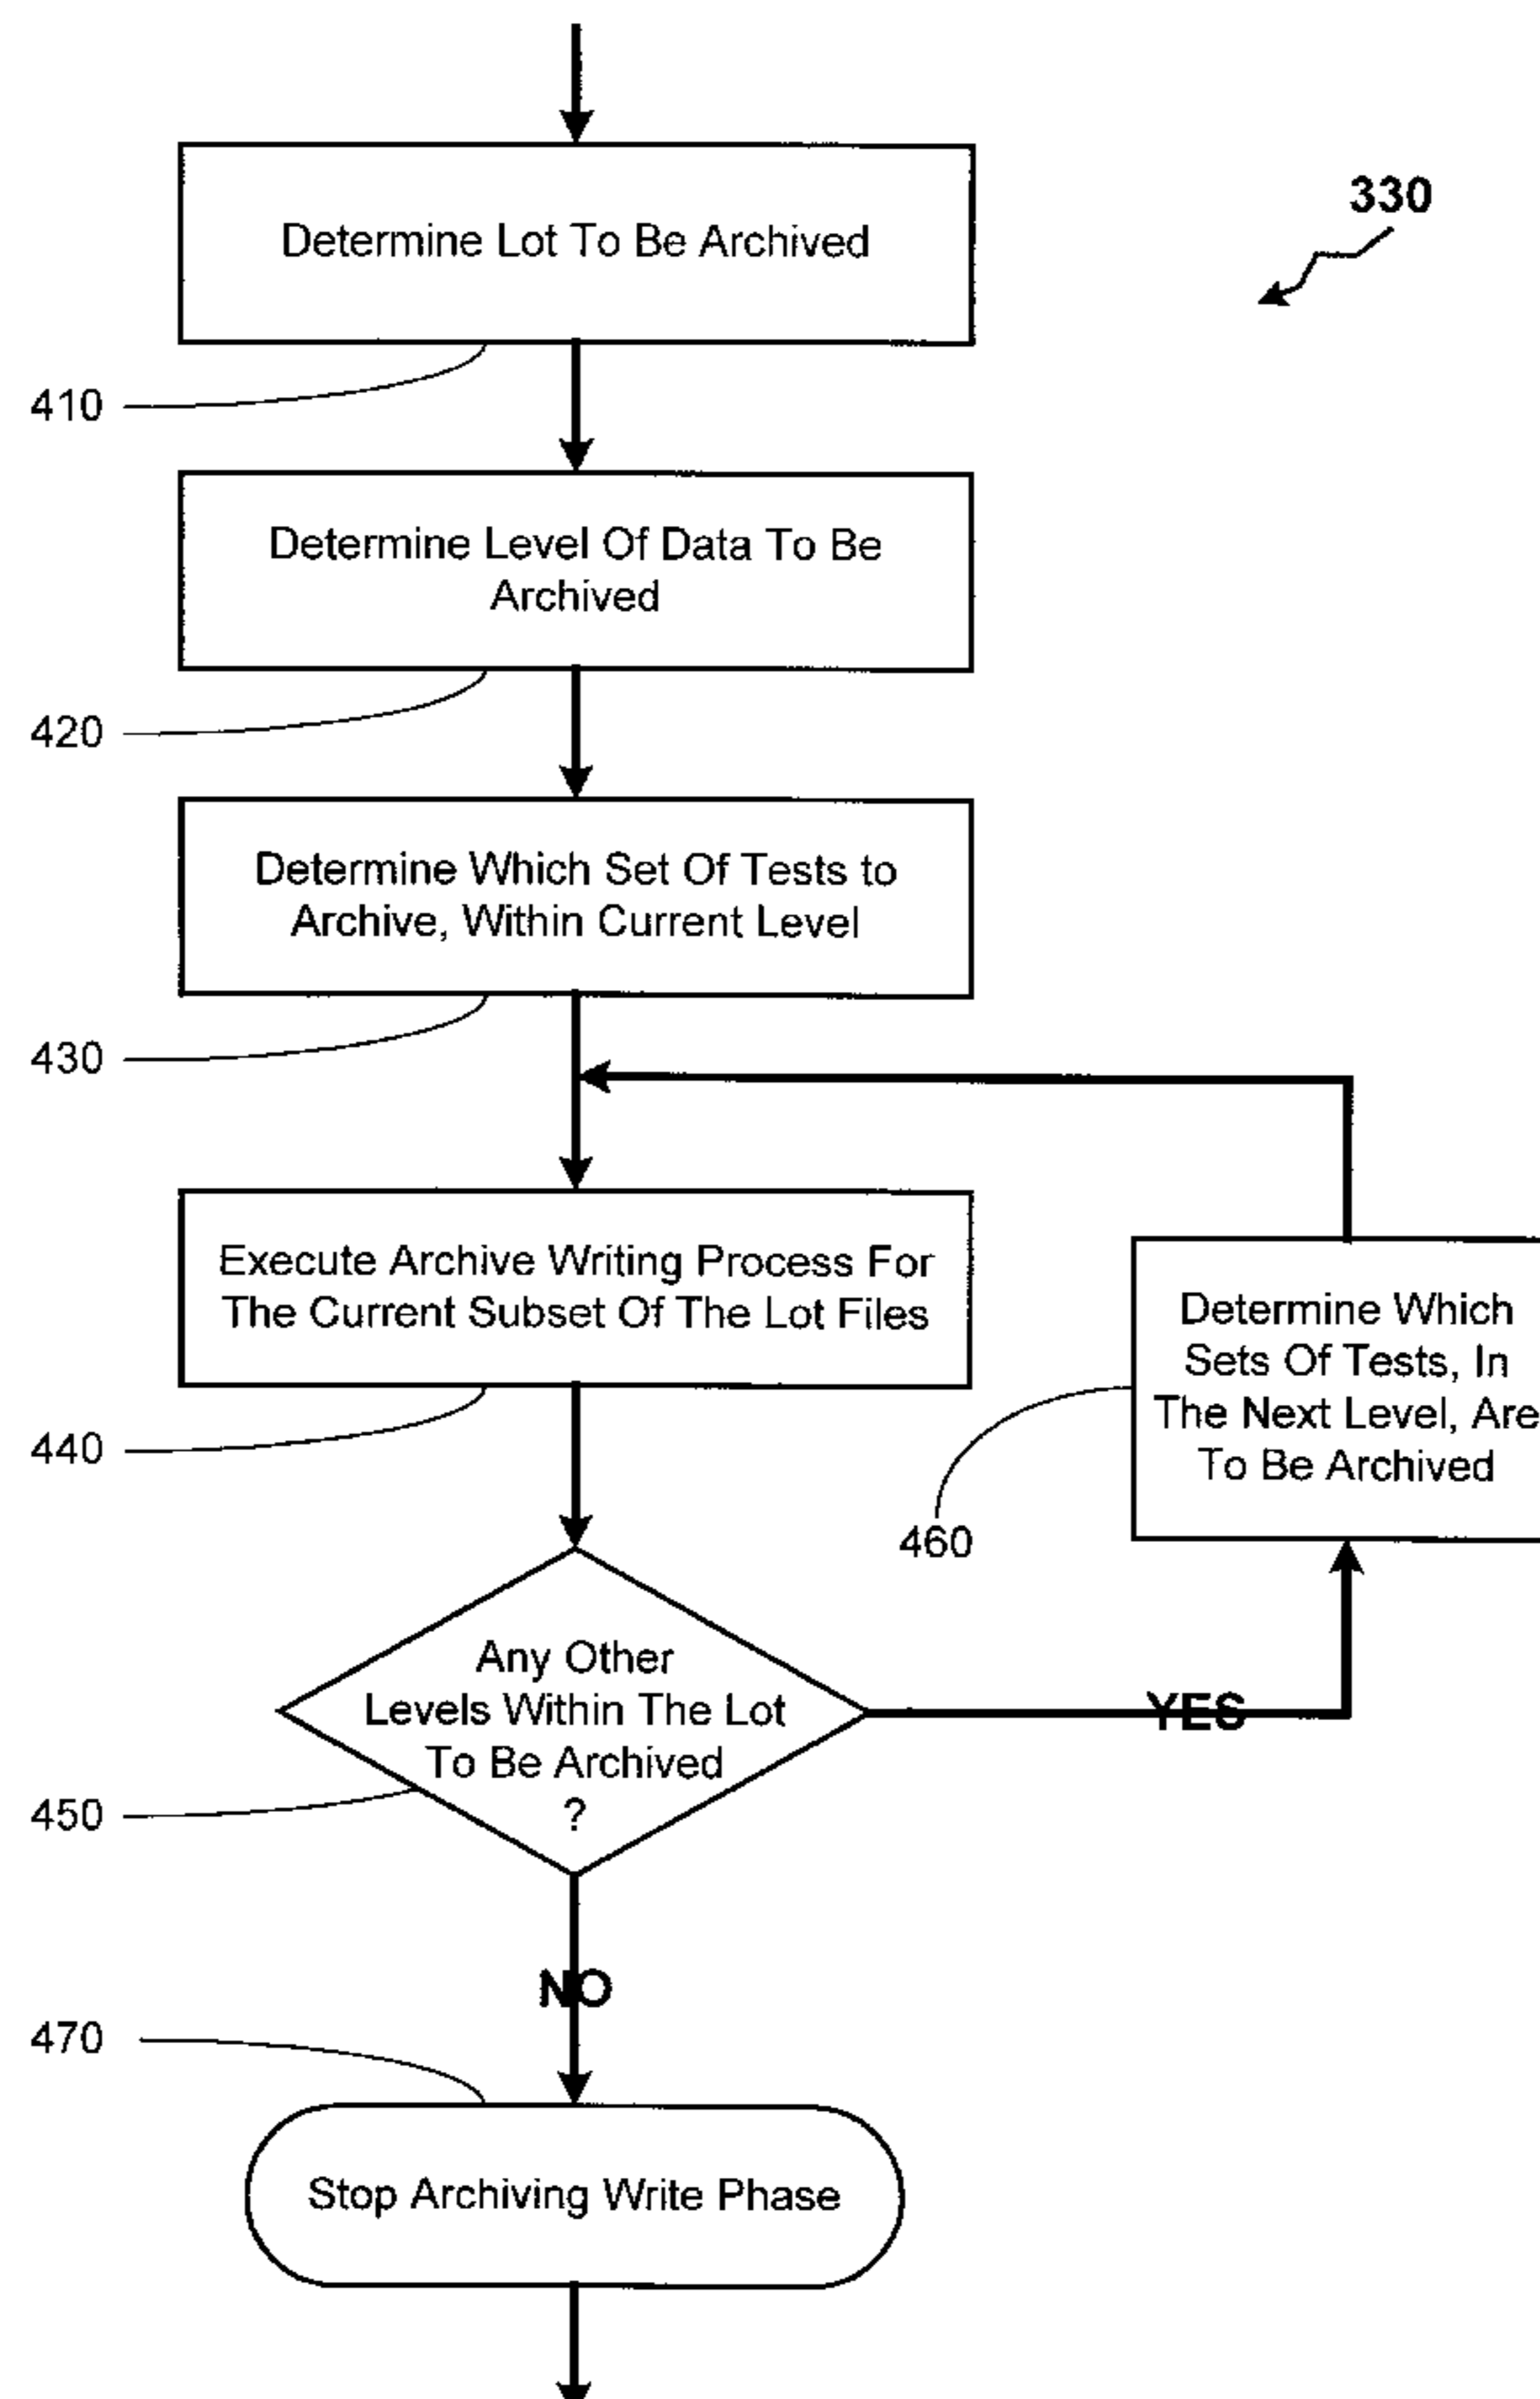 330
Determine Lot To Be Archived
410
Determine Level Of Data To Be
Archived
420
Determine Which Set Of Tests to
Archive, Within Current Level
430
Execute Archive Writing Process For
The Current Subset Of The Lot Files
440
Determine Which
Sets Of Tests, In
The Next Level, Are
To Be Archived
460
Any Other
Levels Within The Lot
To Be Archived
?
450
YES
NO
470
Stop Archiving Write Phase